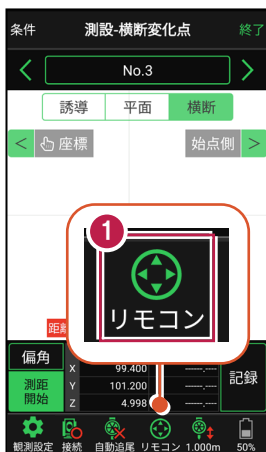 条件 測設-横断変化点 終了
< No.3 >
誘導 平面 横断
< 座標 始点側 >
1
リモコン
距離
偏角
測距
開始
X 99.400 ------.---
Y 101.200 ------.---
Z 4.998 ------.---
記録
観測設定 接続 自動追尾 リモコン 1.000m 50%